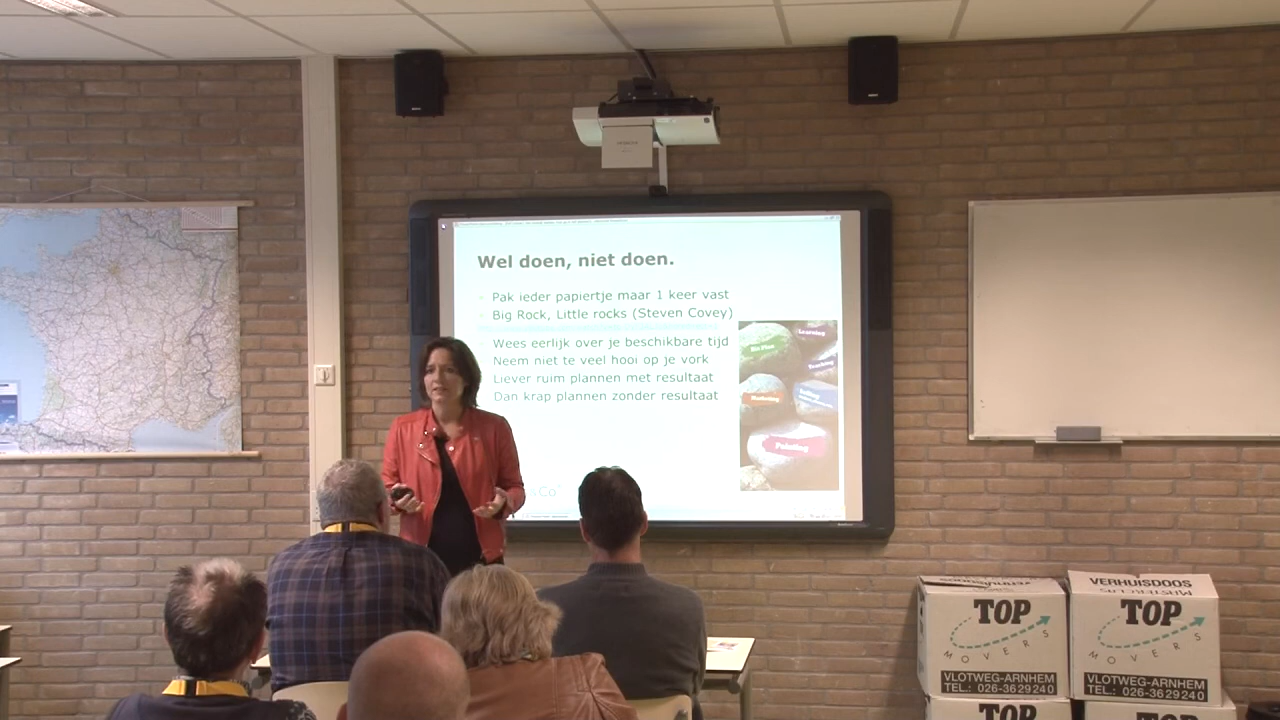 Wel doen, niet doen.
Pak ieder papiertje maar 1 keer vast
Big Rock, Little rocks (Steven Covey)
Wees eerlijk over je beschikbare tijd
Neem niet te veel hooi op je vork
Liever ruim plannen met resultaat
Dan krap plannen zonder resultaat
Learning
Marketing
Painting
&Co
VERHUISDOOS
TOP
MOVERS
VLOTWEG-ARNHEM
TEL.: 026-3629240
TOP
MOVERS
VLOTWEG-ARNHEM
TEL.: 026-3629240
TOP
TOP